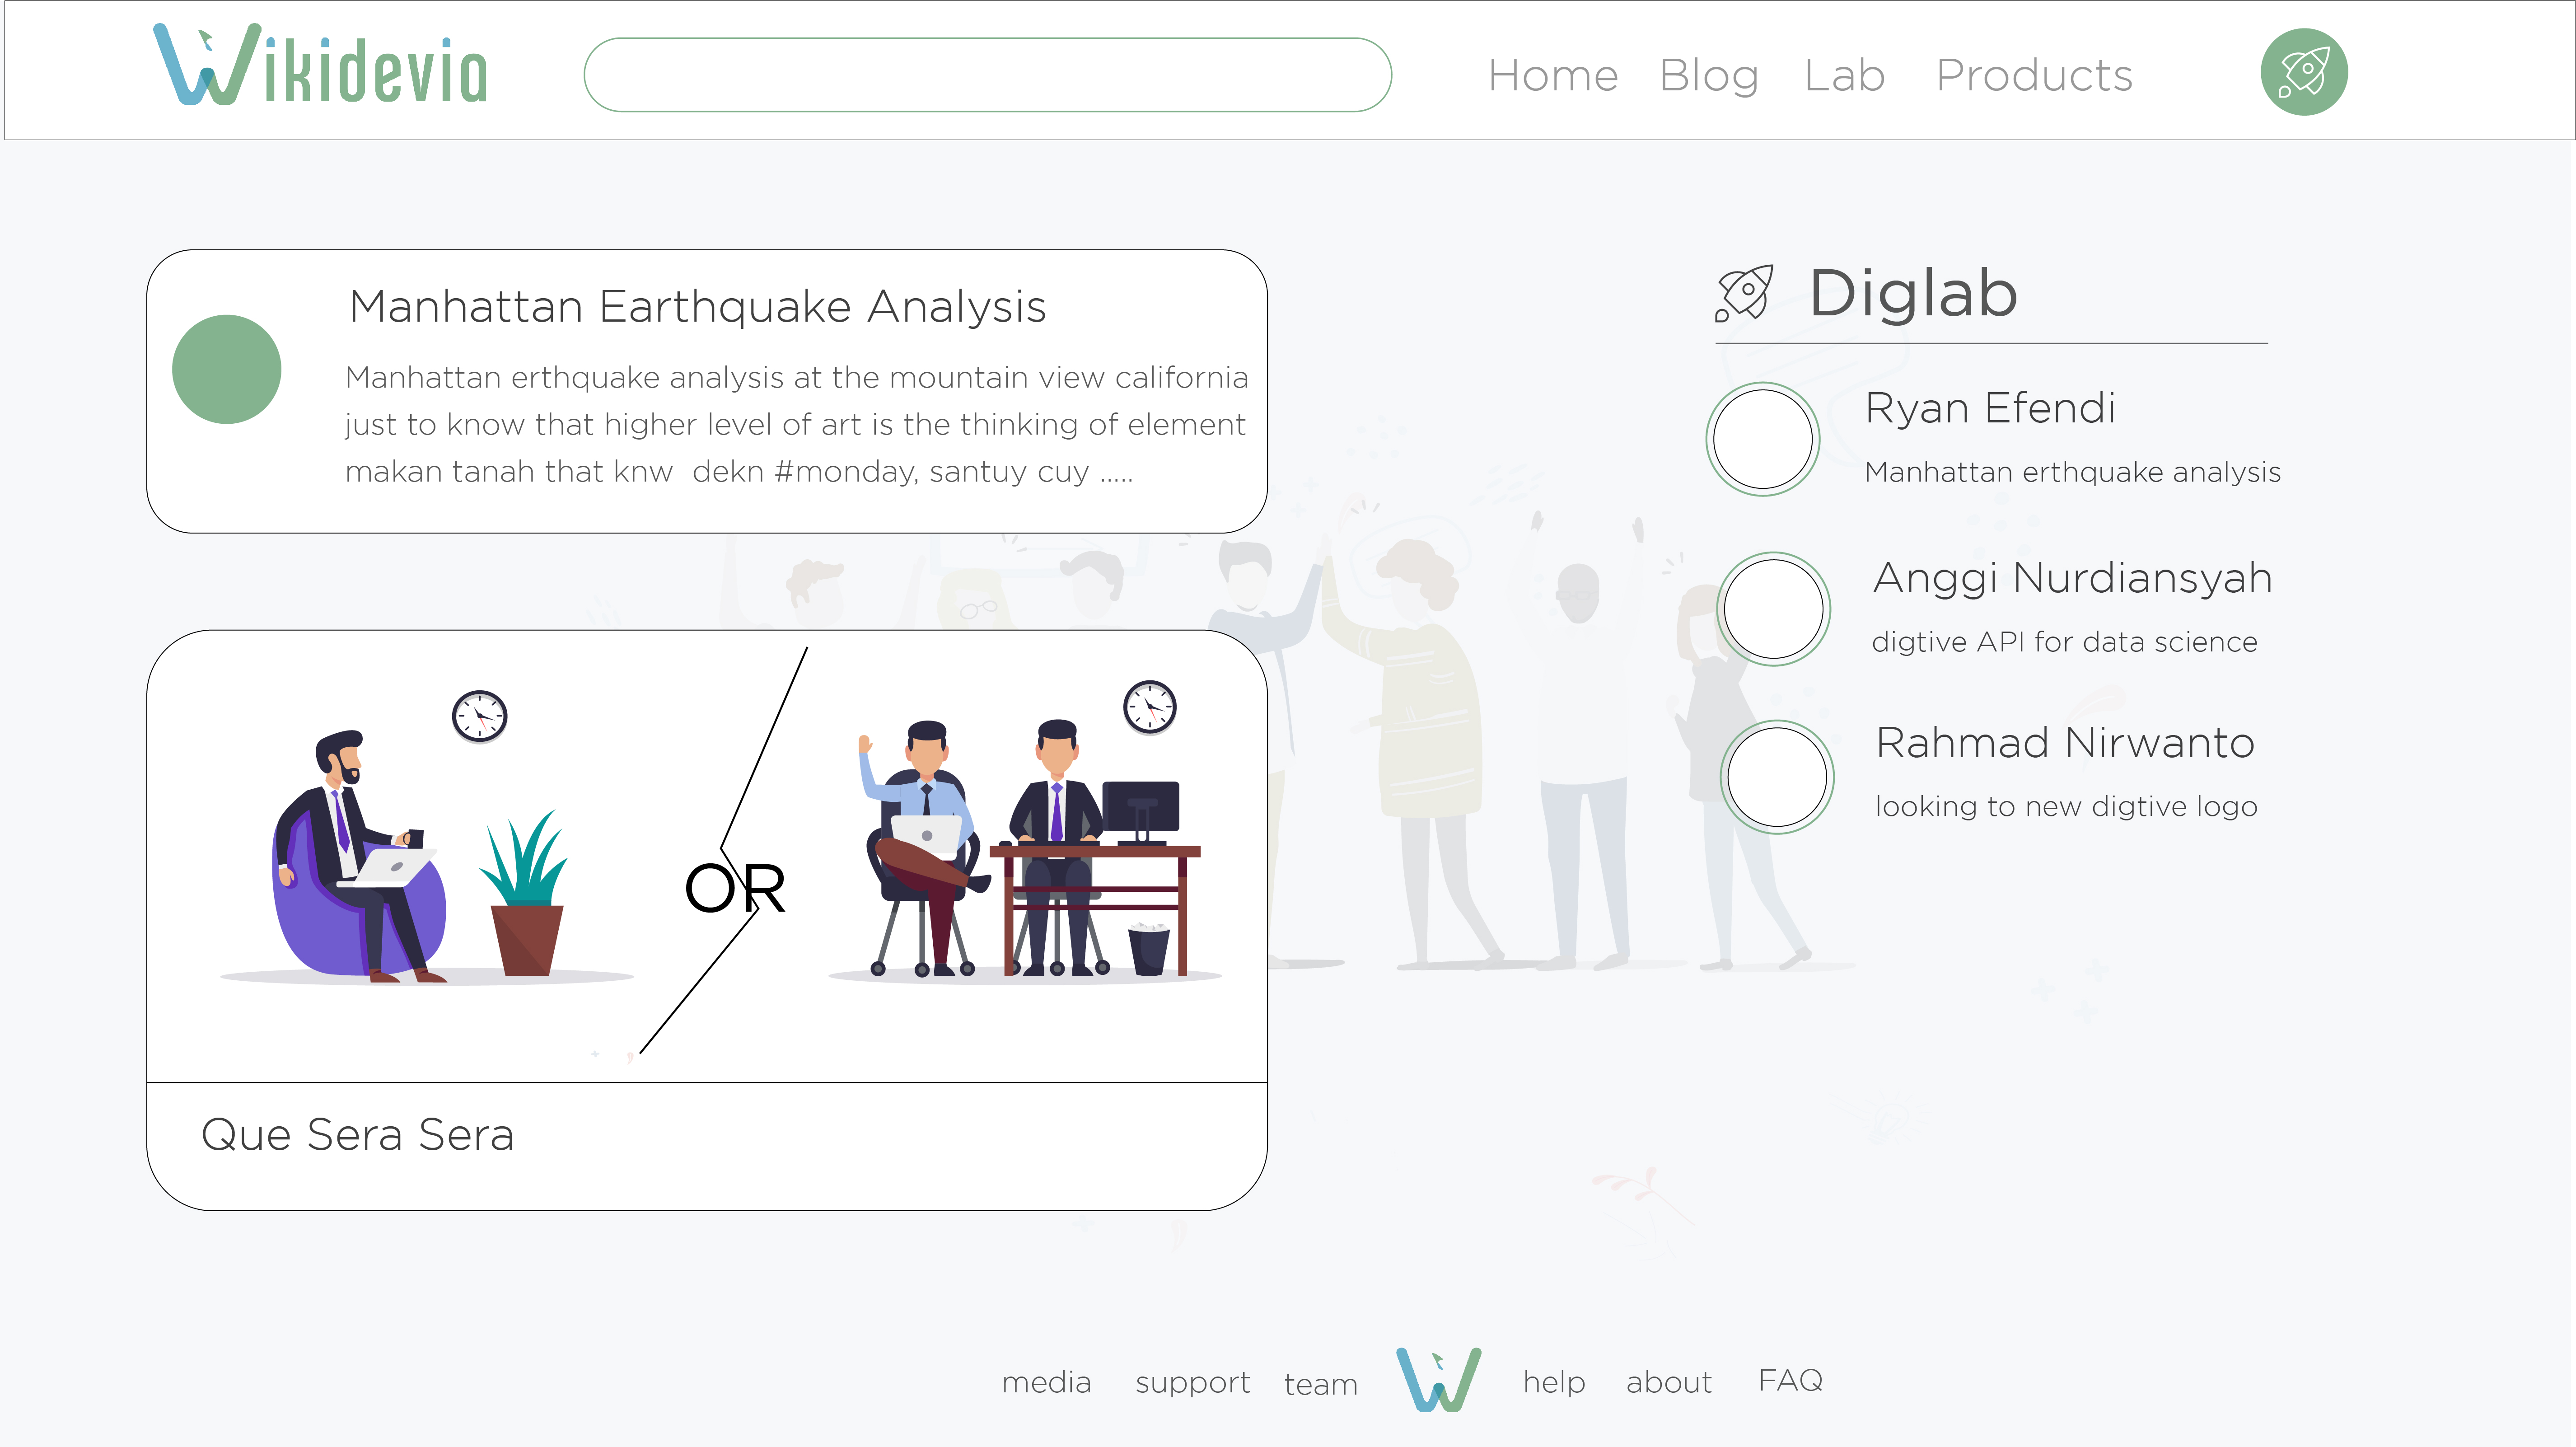 Wikidevia
Home Blog Lab Products
Manhattan Earthquake Analysis
Manhattan erthquake analysis at the mountain view california
just to know that higher level of art is the thinking of element
makan tanah that knw dekn #monday, santuy cuy .....
OR
Que Sera Sera
Diglab
Ryan Efendi
Manhattan erthquake analysis
Anggi Nurdiansyah
digtive API for data science
Rahmad Nirwanto
looking to new digtive logo
media support team W help about FAQ